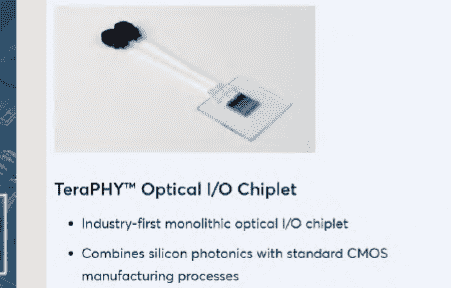 TeraPHY™ Optical I/O Chiplet
• Industry-first monolithic optical I/O chiplet
• Combines silicon photonics with standard CMOS
manufacturing processes